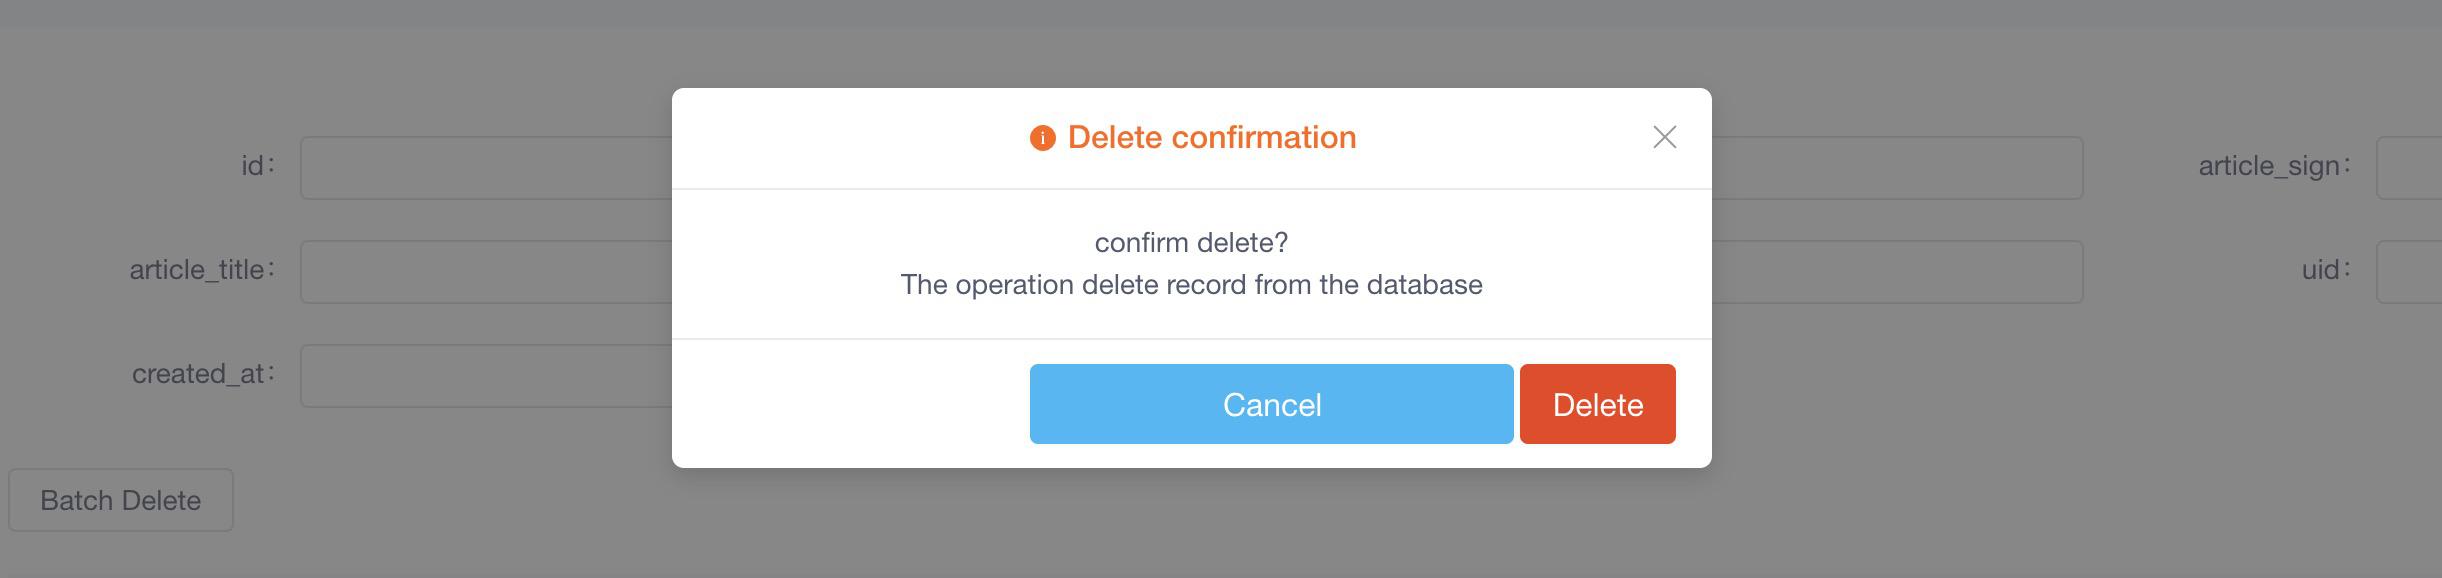 Delete confirmation
id：
article_sign：
confirm delete?
article_title：
uid：
The operation delete record from the database
created_at：
Cancel
Delete
Batch Delete